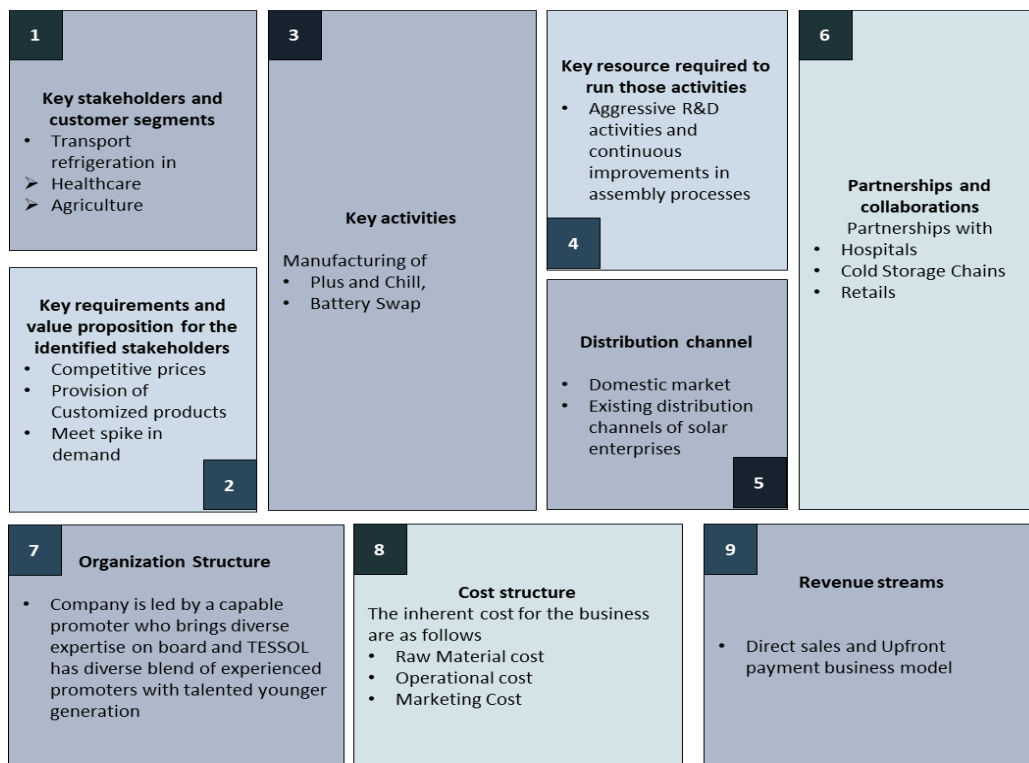 1
Key stakeholders and
customer segments
• Transport
refrigeration in
➢ Healthcare
➢ Agriculture
2
Key requirements and
value proposition for the
identified stakeholders
• Competitive prices
• Provision of
Customized products
• Meet spike in
demand
3
Key activities
Manufacturing of
• Plus and Chill,
• Battery Swap
4
Key resource required to
run those activities
• Aggressive R&D
activities and
continuous
improvements in
assembly processes
5
Distribution channel
• Domestic market
• Existing distribution
channels of solar
enterprises
6
Partnerships and
collaborations
Partnerships with
• Hospitals
• Cold Storage Chains
• Retails
7
Organization Structure
• Company is led by a capable
promoter who brings diverse
expertise on board and TESSOL
has diverse blend of experienced
promoters with talented younger
generation
8
Cost structure
The inherent cost for the business
are as follows
• Raw Material cost
• Operational cost
• Marketing Cost
9
Revenue streams
• Direct sales and Upfront
payment business model